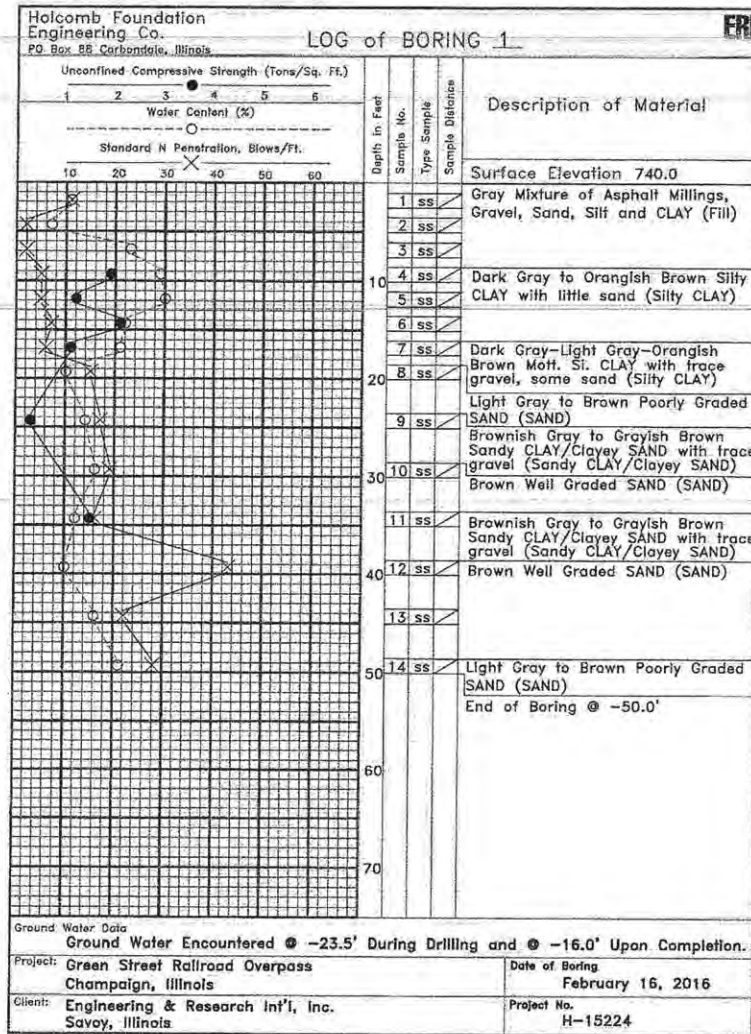 Holcomb Foundation
Engineering Co.
PO Box 88 Carbondale, Illinois
LOG of BORING 1
Unconfined Compressive Strength (Tons/Sq. Ft.)
1 2 3 4 5 6
Water Content (%)
Standard N Penetration, Blows/Ft.
10 20 30 40 50 60
Depth in Feet
Sample No.
Type Sample
Sample Distance
Description of Material
Surface Elevation 740.0
1 ss
Gray Mixture of Asphalt Millings,
Gravel, Sand, Silt and CLAY (Fill)
2 ss
3 ss
10
4 ss
Dark Gray to Orangish Brown Silty
CLAY with little sand (Silty CLAY)
5 ss
6 ss
7 ss
Dark Gray-Light Gray-Orangish
Brown Mott. Si. CLAY with trace
gravel, some sand (Silty CLAY)
20
8 ss
Light Gray to Brown Poorly Graded
SAND (SAND)
9 ss
Brownish Gray to Grayish Brown
Sandy CLAY/Clayey SAND with trace
gravel (Sandy CLAY/Clayey SAND)
30
10 ss
Brown Well Graded SAND (SAND)
11 ss
Brownish Gray to Grayish Brown
Sandy CLAY/Clayey SAND with trace
gravel (Sandy CLAY/Clayey SAND)
40
12 ss
Brown Well Graded SAND (SAND)
13 ss
50
14 ss
Light Gray to Brown Poorly Graded
SAND (SAND)
End of Boring @ -50.0'
60
70
Ground Water Data
Ground Water Encountered @ -23.5' During Drilling and @ -16.0' Upon Completion.
Project: Green Street Railroad Overpass
Champaign, Illinois
Date of Boring
February 16, 2016
Client: Engineering & Research Int'l, Inc.
Savoy, Illinois
Project No.
H-15224